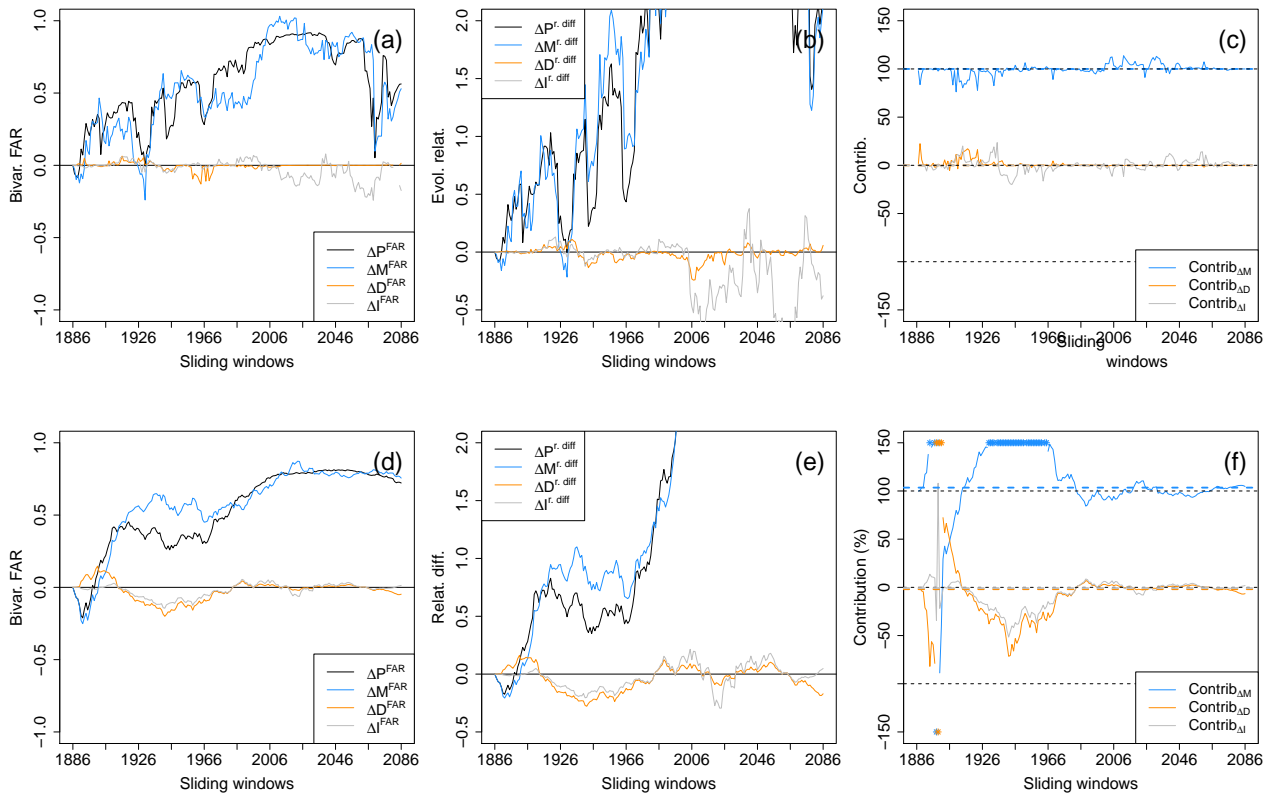 (a)
ΔP^FAR
ΔM^FAR
ΔD^FAR
ΔI^FAR
Bivar. FAR
1.0
0.5
0.0
−0.5
−1.0
1886 1926 1966 2006 2046 2086
Sliding windows
(b)
ΔP^r. diff
ΔM^r. diff
ΔD^r. diff
ΔI^r. diff
Evol. relat.
2.0
1.5
1.0
0.5
0.0
−0.5
1886 1926 1966 2006 2046 2086
Sliding windows
(c)
Contrib.
150
100
50
0
−50
−150
Contrib_ΔM
Contrib_ΔD
Contrib_ΔI
1886 1926 1966 2006 2046 2086
Sliding
windows
(d)
Bivar. FAR
1.0
0.5
0.0
−0.5
−1.0
ΔP^FAR
ΔM^FAR
ΔD^FAR
ΔI^FAR
1886 1926 1966 2006 2046 2086
Sliding windows
(e)
ΔP^r. diff
ΔM^r. diff
ΔD^r. diff
ΔI^r. diff
Relat. diff.
2.0
1.5
1.0
0.5
0.0
−0.5
1886 1926 1966 2006 2046 2086
Sliding windows
(f)
Contribution (%)
150
100
50
0
−50
−150
Contrib_ΔM
Contrib_ΔD
Contrib_ΔI
1886 1926 1966 2006 2046 2086
Sliding windows